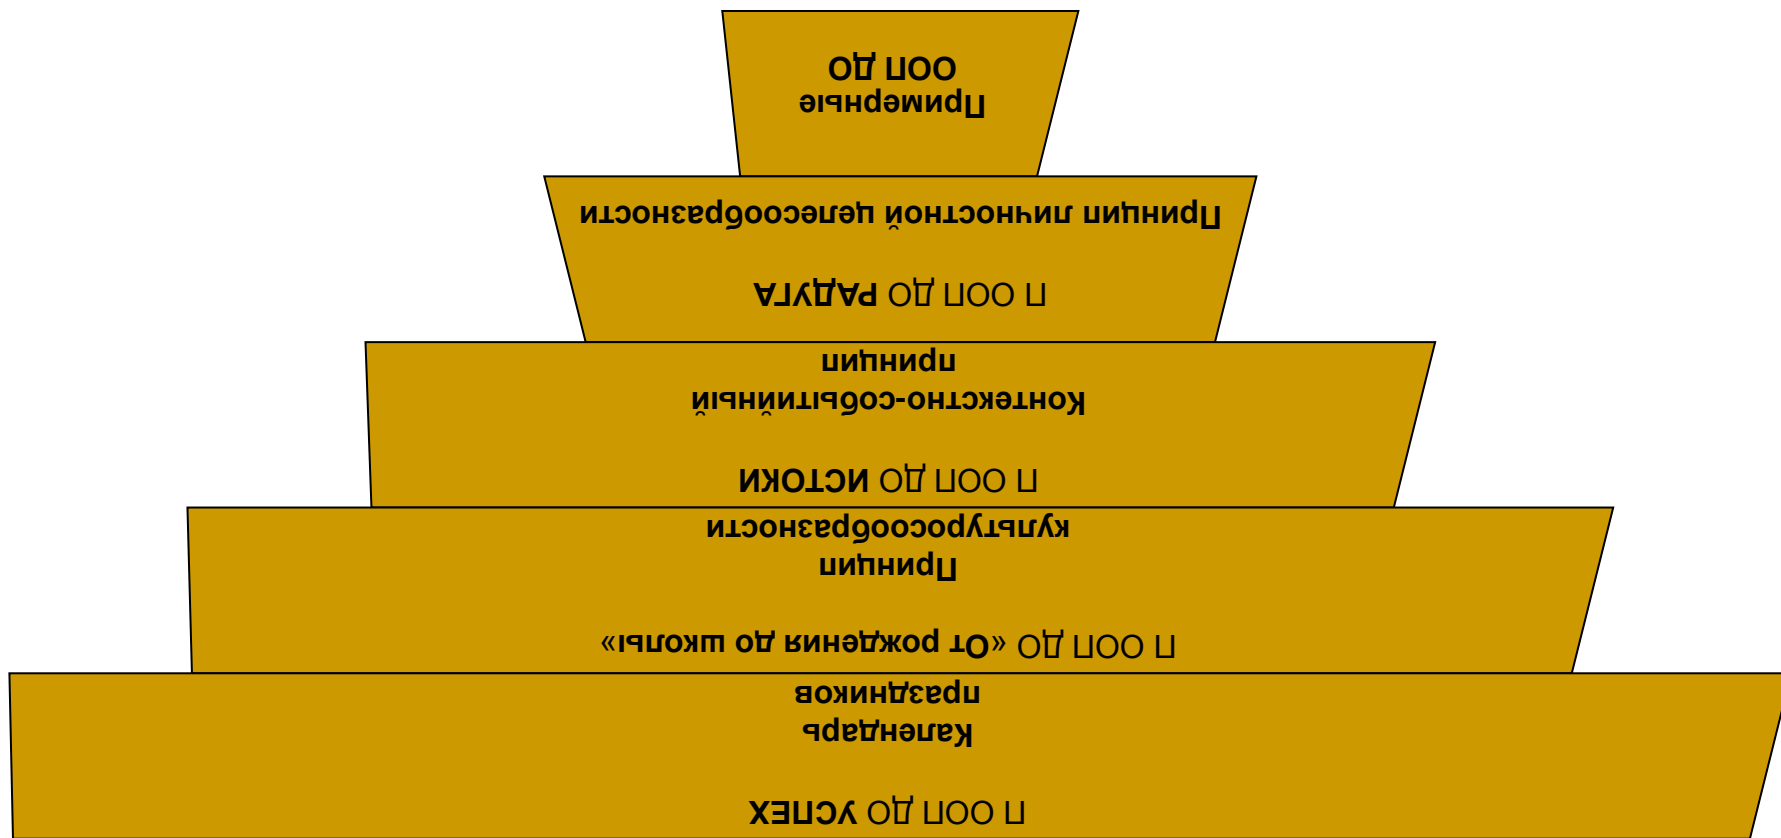 П ООП ДО УСПЕХ
Календарь
праздников
П ООП ДО «От рождения до школы»
Принцип
культуросообразности
П ООП ДО ИСТОКИ
Контекстно-событийный
принцип
П ООП ДО РАДУГА
Принцип личностной целесообразности
Примерные
ООП ДО